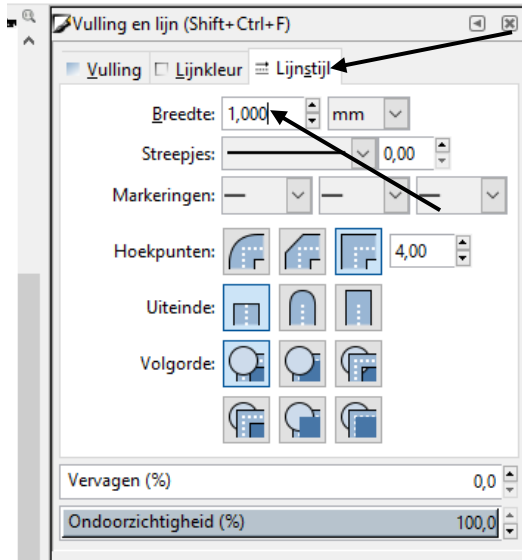 Vulling en lijn (Shift+Ctrl+F)
Vulling Lijnkleur Lijnstijl
Breedte: 1,000 mm
Streepjes: 0,00
Markeringen:
Hoekpunten: 4,00
Uiteinde:
Volgorde:
Vervagen (%) 0,0
Ondoorzichtigheid (%) 100,0